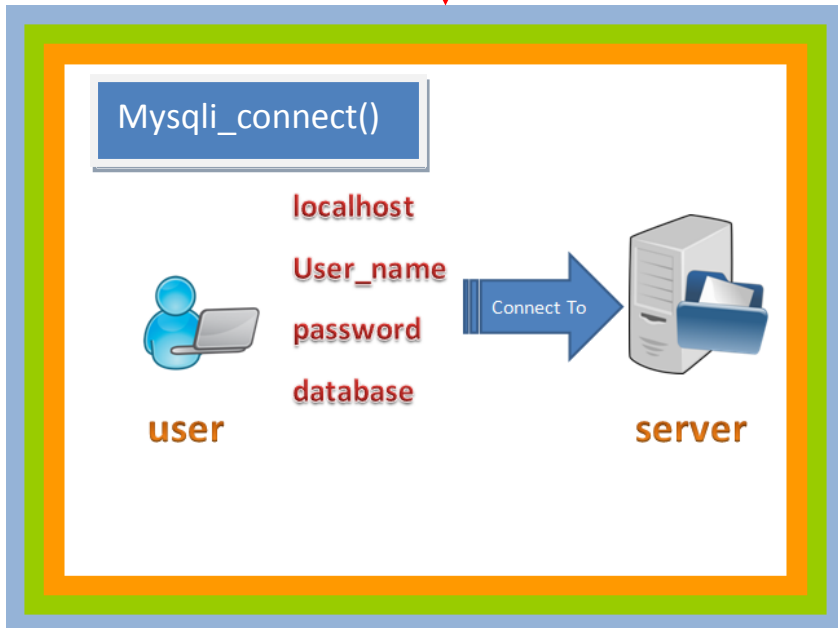 Mysqli_connect()
localhost
User_name
password
database
Connect To
user
server